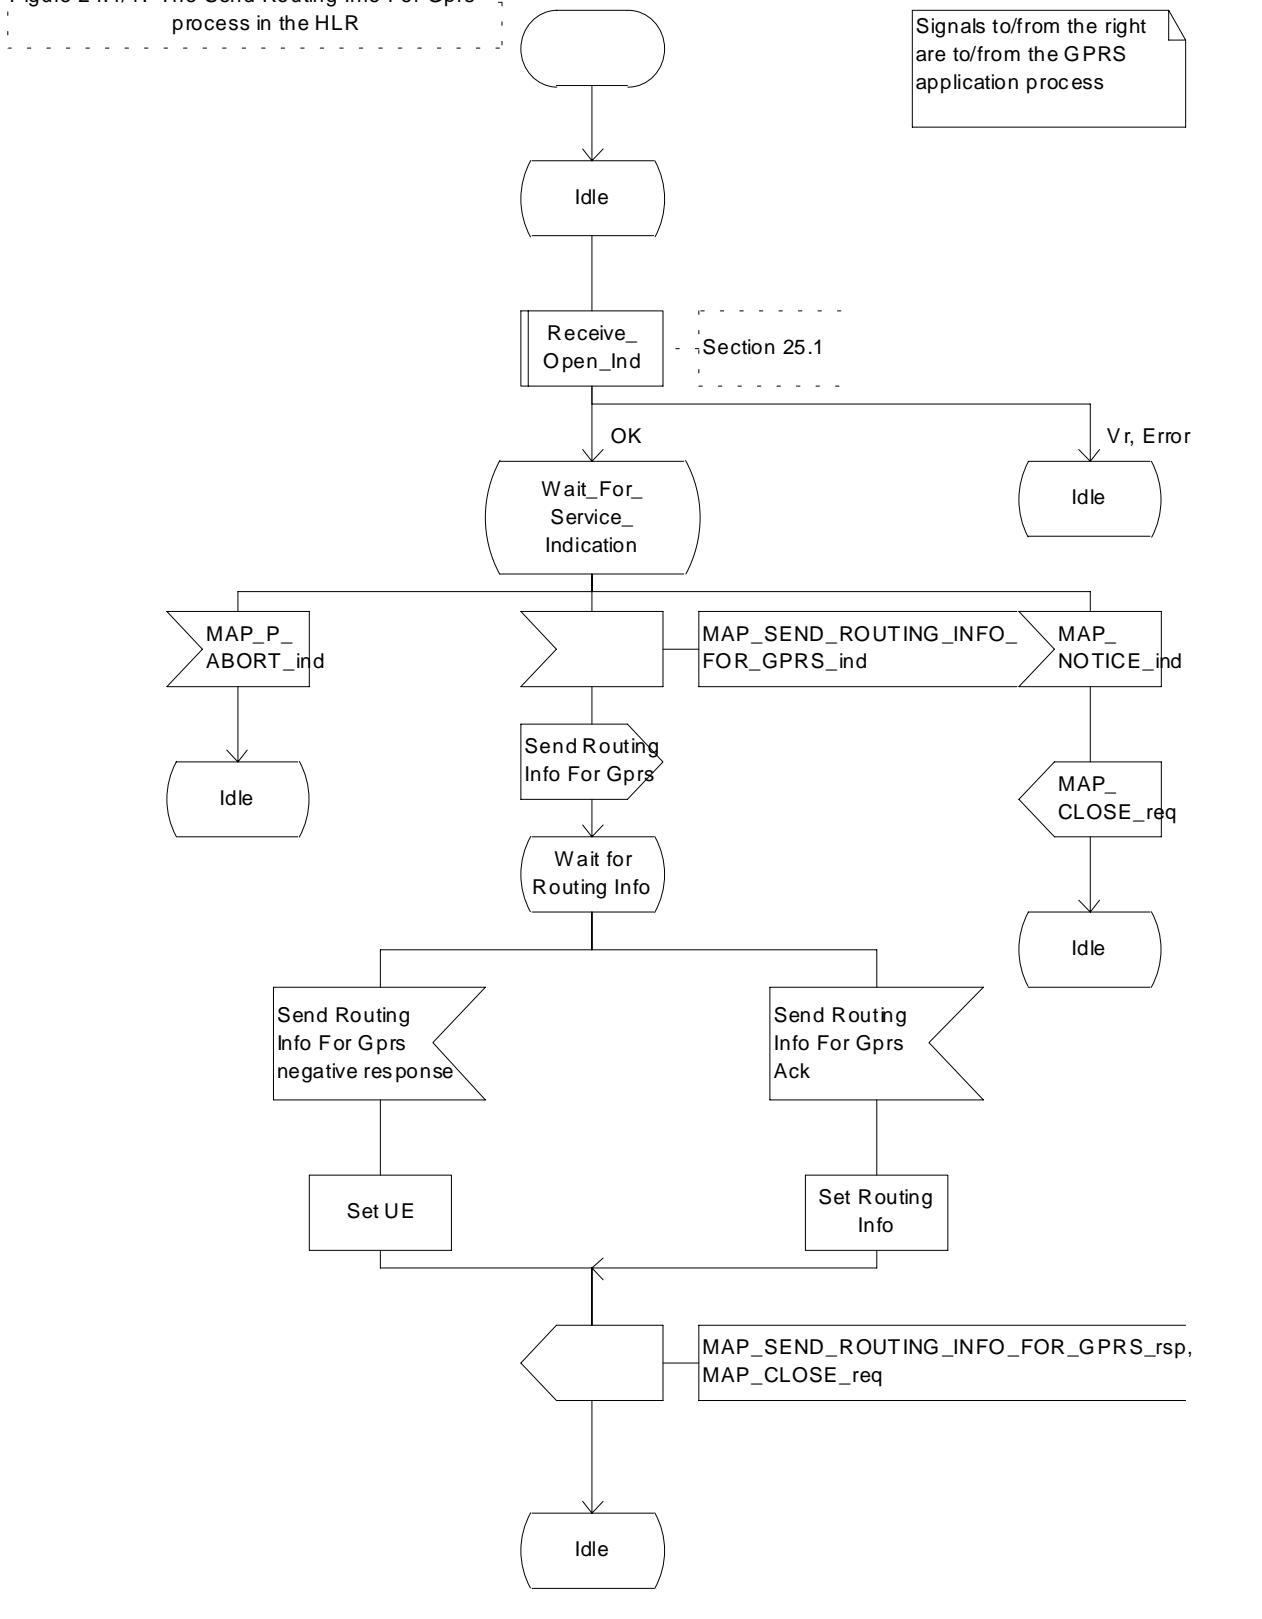 process in the HLR
Signals to/from the right
are to/from the GPRS
application process
Idle
Receive_
Open_Ind
Section 25.1
OK
Vr, Error
Wait_For_
Service_
Indication
Idle
MAP_P_
ABORT_ind
MAP_SEND_ROUTING_INFO_
FOR_GPRS_ind
MAP_
NOTICE_ind
Send Routing
Info For Gprs
Idle
MAP_
CLOSE_req
Wait for
Routing Info
Idle
Send Routing
Info For Gprs
negative response
Send Routing
Info For Gprs
Ack
Set UE
Set Routing
Info
MAP_SEND_ROUTING_INFO_FOR_GPRS_rsp,
MAP_CLOSE_req
Idle